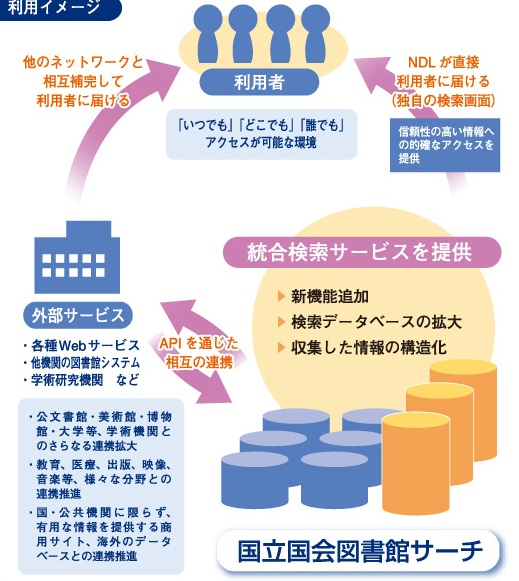 利用イメージ
他のネットワークと
相互補完して
利用者に届ける
利用者
「いつでも」「どこでも」「誰でも」
アクセスが可能な環境
NDLが直接
利用者に届ける
(独自の検索画面)
信頼性の高い情報へ
の的確なアクセスを
提供
統合検索サービスを提供
▶ 新機能追加
▶ 検索データベースの拡大
▶ 収集した情報の構造化
外部サービス
・各種Webサービス
・他機関の図書館システム
・学術研究機関 など
APIを通じた
相互の連携
・公文書館・美術館・博物
館・大学等、学術機関と
のさらなる連携拡大
・教育、医療、出版、映像、
音楽等、様々な分野との
連携推進
・国・公共機関に限らず、
有用な情報を提供する商
用サイト、海外のデータ
ベースとの連携推進
国立国会図書館サーチ